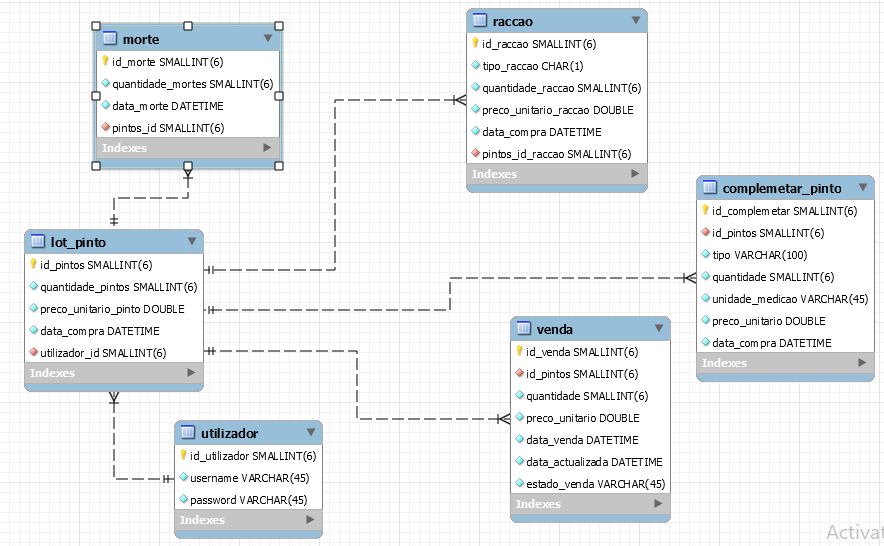 morte
id_morte SMALLINT(6)
quantidade_mortes SMALLINT(6)
data_morte DATETIME
pintos_id SMALLINT(6)
Indexes
raccao
id_raccao SMALLINT(6)
tipo_raccao CHAR(1)
quantidade_raccao SMALLINT(6)
preco_unitario_raccao DOUBLE
data_compra DATETIME
pintos_id_raccao SMALLINT(6)
Indexes
complemetar_pinto
id_complemetar SMALLINT(6)
id_pintos SMALLINT(6)
tipo VARCHAR(100)
quantidade SMALLINT(6)
unidade_medicao VARCHAR(45)
preco_unitario DOUBLE
data_compra DATETIME
Indexes
lot_pinto
id_pintos SMALLINT(6)
quantidade_pintos SMALLINT(6)
preco_unitario_pinto DOUBLE
data_compra DATETIME
utilizador_id SMALLINT(6)
Indexes
venda
id_venda SMALLINT(6)
id_pintos SMALLINT(6)
quantidade SMALLINT(6)
preco_unitario DOUBLE
data_venda DATETIME
data_actualizada DATETIME
estado_venda VARCHAR(45)
Indexes
utilizador
id_utilizador SMALLINT(6)
username VARCHAR(45)
password VARCHAR(45)
Indexes
Activat